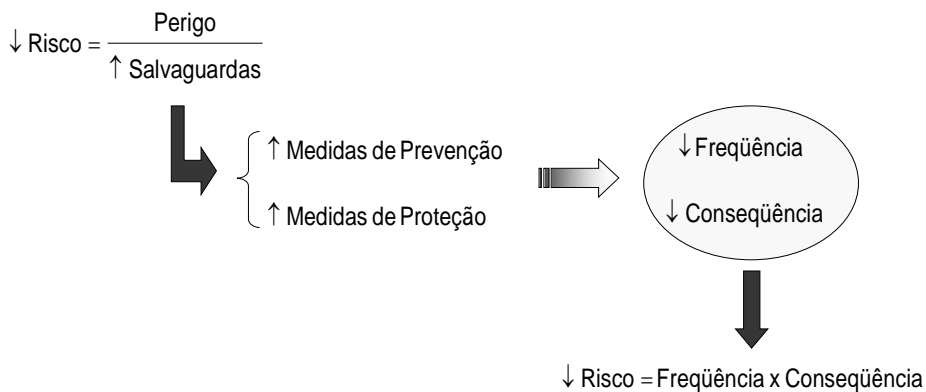 ↓ Risco = Perigo
↑ Salvaguardas
↑ Medidas de Prevenção
↑ Medidas de Proteção
↓ Freqüência
↓ Conseqüência
↓ Risco = Freqüência x Conseqüência